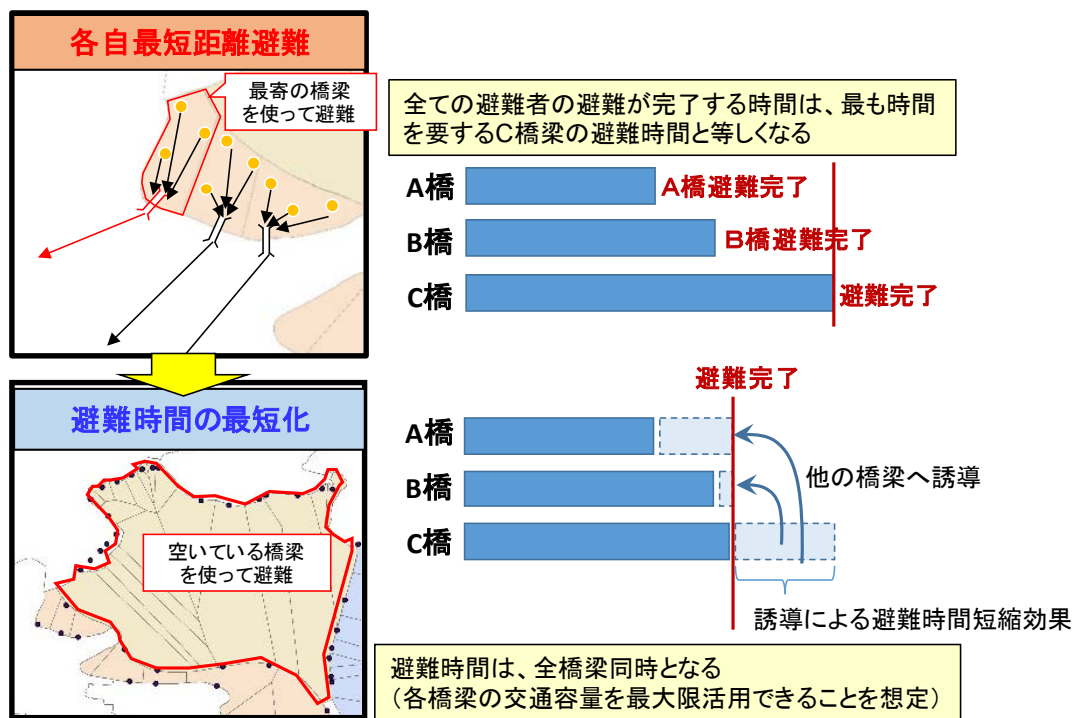 各自最短距離避難
最寄の橋梁
を使って避難
全ての避難者の避難が完了する時間は、最も時間
を要するC橋梁の避難時間と等しくなる
A橋
A橋避難完了
B橋
B橋避難完了
C橋
避難完了
避難時間の最短化
空いている橋梁
を使って避難
避難完了
A橋
B橋
C橋
他の橋梁へ誘導
誘導による避難時間短縮効果
避難時間は、全橋梁同時となる
(各橋梁の交通容量を最大限活用できることを想定)